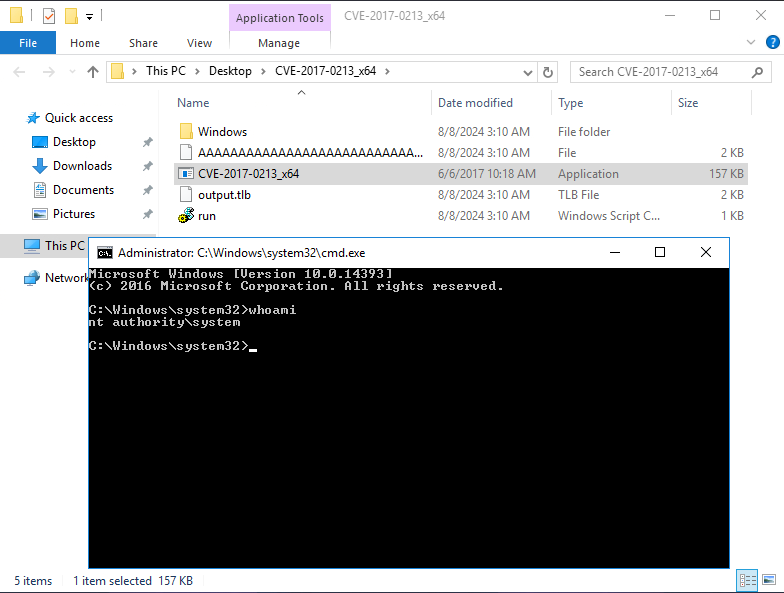 Application Tools CVE-2017-0213_x64
File Home Share View Manage
This PC Desktop CVE-2017-0213_x64 Search CVE-2017-0213_x64
Name Date modified Type Size
Quick access
Desktop
Downloads
Documents
Pictures
This PC
Network
Windows 8/8/2024 3:10 AM File folder
AAAAAAAAAAAAAAAAAAAAAAAAAAAA... 8/8/2024 3:10 AM File 2 KB
CVE-2017-0213_x64 6/6/2017 10:18 AM Application 157 KB
output.tlb 8/8/2024 3:10 AM TLB File 2 KB
run 8/8/2024 3:10 AM Windows Script C... 1 KB
Administrator: C:\Windows\system32\cmd.exe
Microsoft Windows [Version 10.0.14393]
(c) 2016 Microsoft Corporation. All rights reserved.
C:\Windows\system32>whoami
nt authority\system
C:\Windows\system32>
5 items 1 item selected 157 KB